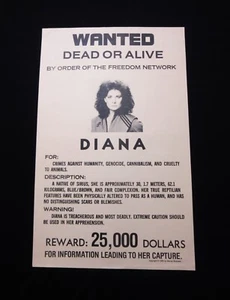 WANTED
DEAD OR ALIVE
BY ORDER OF THE FREEDOM NETWORK
DIANA
FOR:
CRIMES AGAINST HUMANITY, GENOCIDE, CANNIBALISM, AND CRUELTY
TO ANIMALS.
DESCRIPTION:
A NATIVE OF SIRIUS, SHE IS APPROXIMATELY 30, 1.7 METERS, 62.1
KILOGRAMS, BLUE/BROWN, AND FAIR COMPLEXION. HER TRUE REPTILIAN
FEATURES HAVE BEEN PHYSICALLY ALTERED TO PASS AS A HUMAN, AND HAS
NO DISTINGUISHING SCARS OR BLEMISHES.
WARNING!
DIANA IS TREACHEROUS AND MOST DEADLY. EXTREME CAUTION SHOULD
BE USED IN HER APPREHENSION.
REWARD: 25,000 DOLLARS
FOR INFORMATION LEADING TO HER CAPTURE.